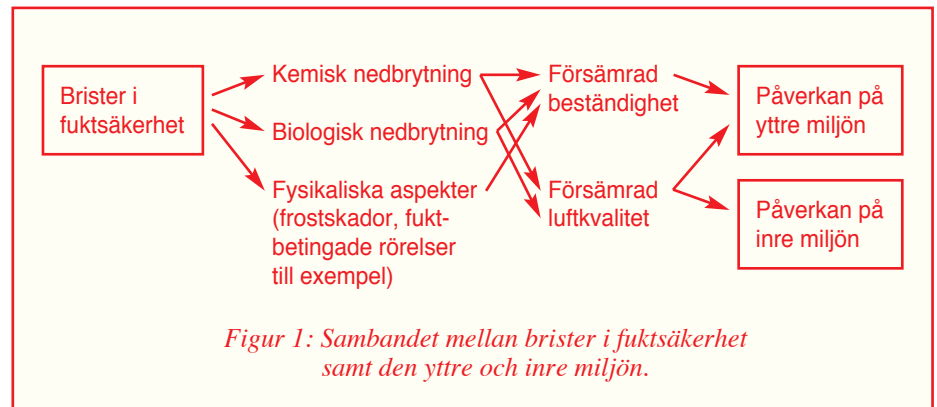 Brister i
fuktsäkerhet
Kemisk nedbrytning
Biologisk nedbrytning
Fysikaliska aspekter
(frostskador, fukt-
betingade rörelser
till exempel)
Försämrad
beständighet
Försämrad
luftkvalitet
Påverkan på
yttre miljön
Påverkan på
inre miljön
Figur 1: Sambandet mellan brister i fuktsäkerhet
samt den yttre och inre miljön.